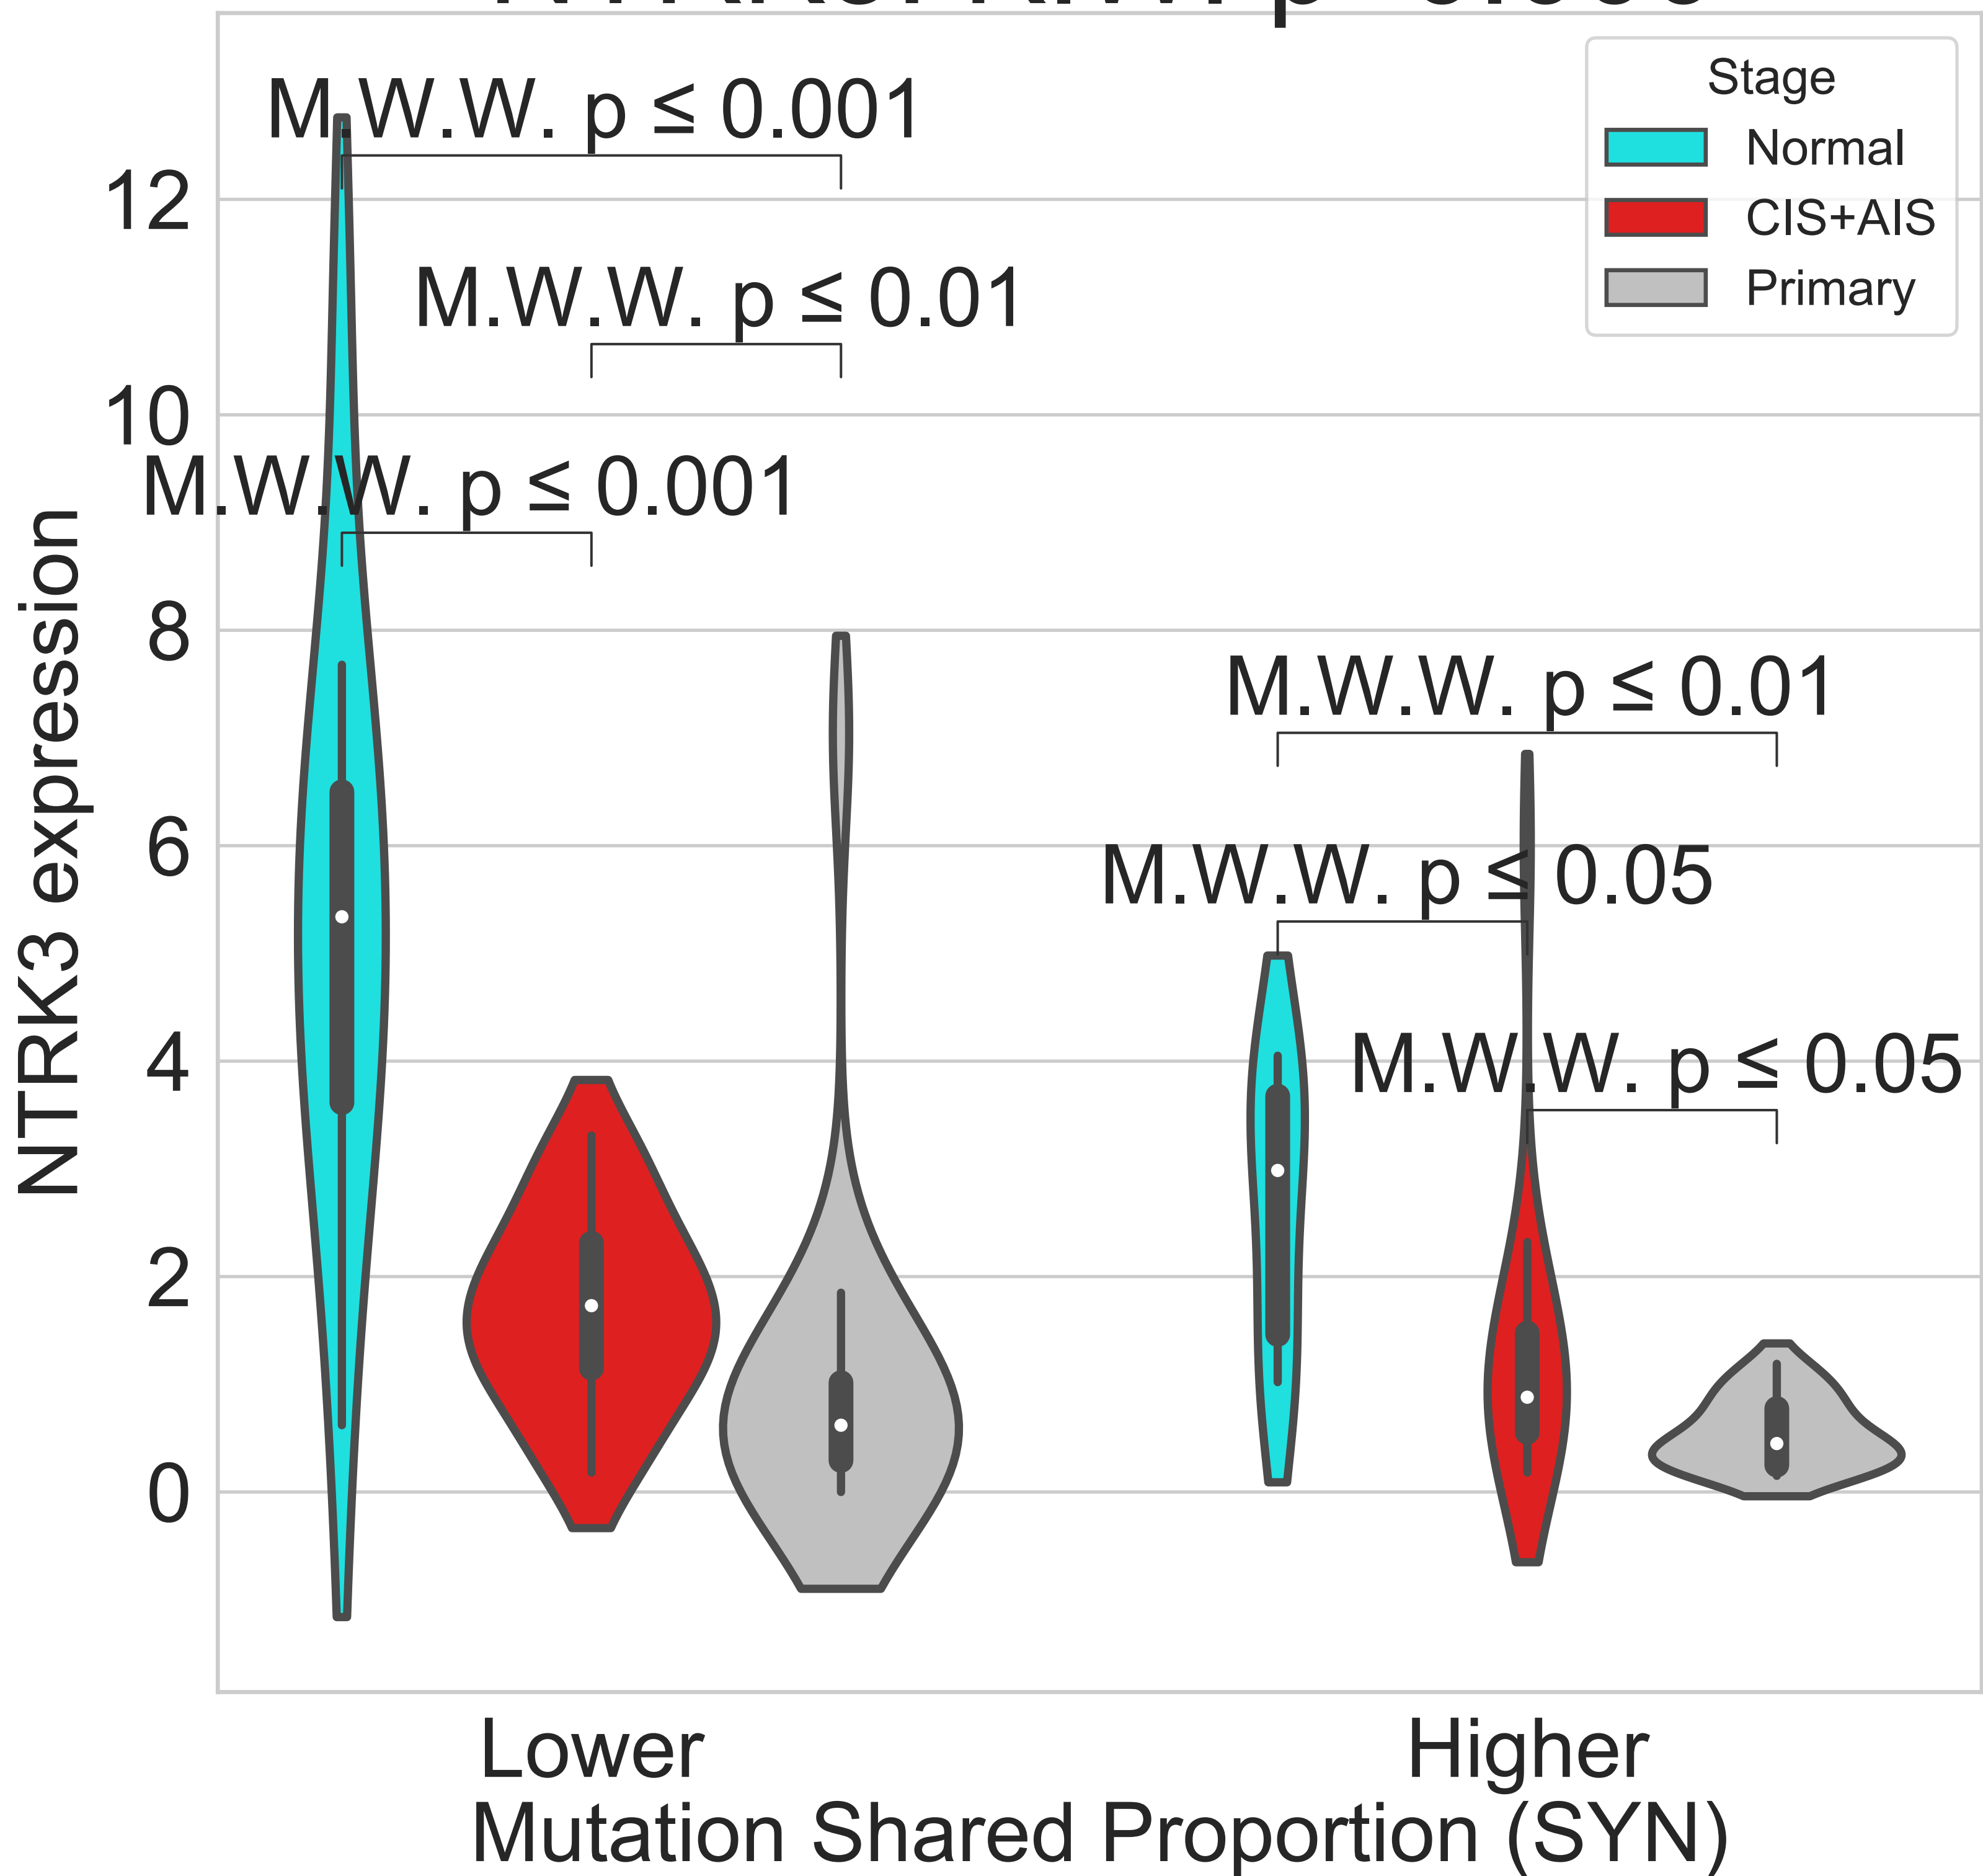 M.W.W. p ≤ 0.001
M.W.W. p ≤ 0.01
M.W.W. p ≤ 0.001
M.W.W. p ≤ 0.01
M.W.W. p ≤ 0.05
M.W.W. p ≤ 0.05
Stage
Normal
CIS+AIS
Primary
12
10
8
6
4
2
0
NTRK3 expression
Lower
Higher
Mutation Shared Proportion (SYN)